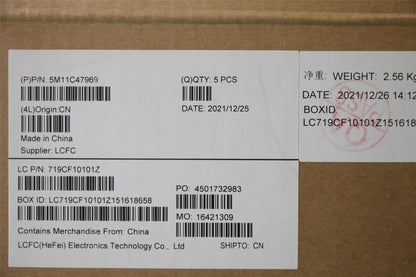 (P)P/N: 5M11C47969
(Q)QTY: 5 PCS
(4L)Origin:CN
DATE: 2021/12/25
Made in China
Supplier: LCFC
净重: WEIGHT: 2.56 Kg
DATE: 2021/12/26 14:12
BOXID:
LC719CF10101Z15161865
LC P/N: 719CF10101Z
PO: 4501732983
BOX ID: LC719CF10101Z151618658
MO: 16421309
Contains Merchandise From: China
LCFC(HeFei) Electronics Technology Co., Ltd
SHIPTO: CN